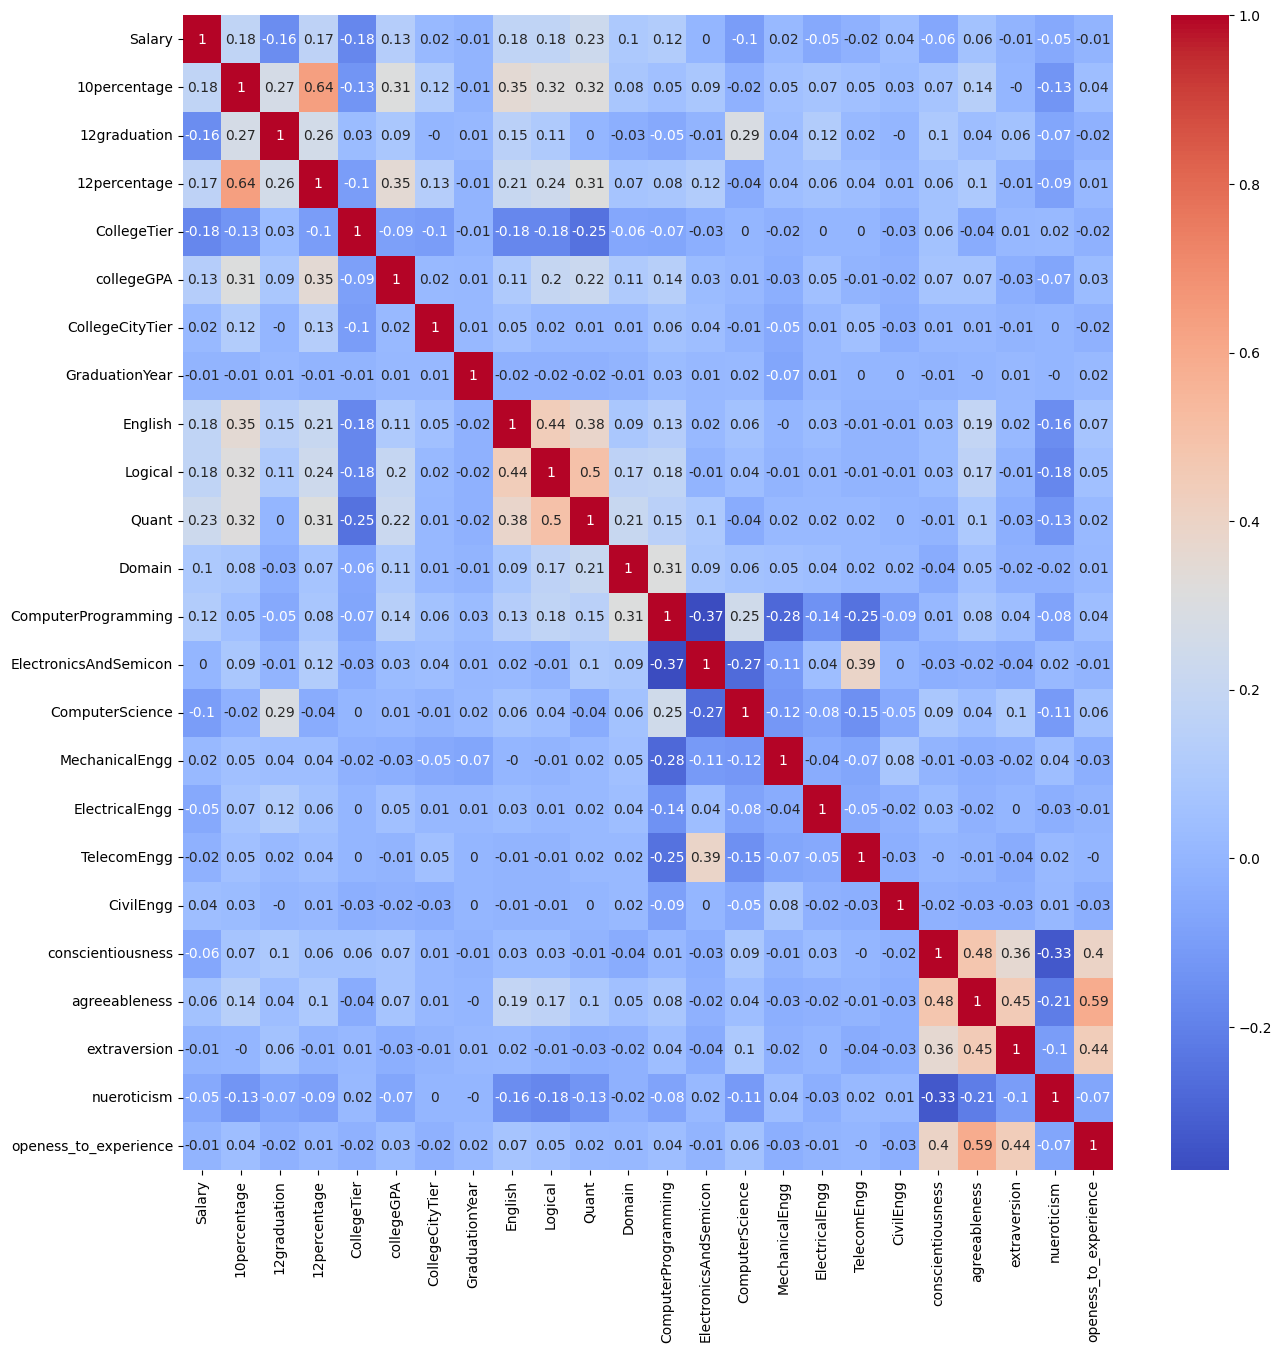 Salary 1 0.18 -0.16 0.17 -0.18 0.13 0.02 -0.01 0.18 0.18 0.23 0.1 0.12 0 -0.1 0.02 -0.05 -0.02 0.04 -0.06 0.06 -0.01 -0.05 -0.01
10percentage 0.18 1 0.27 0.64 -0.13 0.31 0.12 -0.01 0.35 0.32 0.32 0.08 0.05 0.09 -0.02 0.05 0.07 0.05 0.03 0.07 0.14 -0 -0.13 0.04
12graduation -0.16 0.27 1 0.26 0.03 0.09 -0 0.01 0.15 0.11 0 -0.03 -0.05 -0.01 0.29 0.04 0.12 0.02 -0 0.1 0.04 0.06 -0.07 -0.02
12percentage 0.17 0.64 0.26 1 -0.1 0.35 0.13 -0.01 0.21 0.24 0.31 0.07 0.08 0.12 -0.04 0.04 0.06 0.04 0.01 0.06 0.1 -0.01 -0.09 0.01
CollegeTier -0.18 -0.13 0.03 -0.1 1 -0.09 -0.1 -0.01 -0.18 -0.18 -0.25 -0.06 -0.07 -0.03 0 -0.02 0 0 -0.03 0.06 -0.04 0.01 0.02 -0.02
collegeGPA 0.13 0.31 0.09 0.35 -0.09 1 0.02 0.01 0.11 0.2 0.22 0.11 0.14 0.03 0.01 -0.03 0.05 -0.01 -0.02 0.07 0.07 -0.03 -0.07 0.03
CollegeCityTier 0.02 0.12 -0 0.13 -0.1 0.02 1 0.01 0.05 0.02 0.01 0.01 0.06 0.04 -0.01 -0.05 0.01 0.05 -0.03 0.01 0.01 -0.01 0 -0.02
GraduationYear -0.01 -0.01 0.01 -0.01 -0.01 0.01 0.01 1 -0.02 -0.02 -0.02 -0.01 0.03 0.01 0.02 -0.07 0.01 0 0 -0.01 -0 0.01 -0 0.02
English 0.18 0.35 0.15 0.21 -0.18 0.11 0.05 -0.02 1 0.44 0.38 0.09 0.13 0.02 0.06 -0 0.03 -0.01 -0.01 0.03 0.19 0.02 -0.16 0.07
Logical 0.18 0.32 0.11 0.24 -0.18 0.2 0.02 -0.02 0.44 1 0.5 0.17 0.18 -0.01 0.04 -0.01 0.01 -0.01 -0.01 0.03 0.17 -0.01 -0.18 0.05
Quant 0.23 0.32 0 0.31 -0.25 0.22 0.01 -0.02 0.38 0.5 1 0.21 0.15 0.1 -0.04 0.02 0.02 0.02 0 -0.01 0.1 -0.03 -0.13 0.02
Domain 0.1 0.08 -0.03 0.07 -0.06 0.11 0.01 -0.01 0.09 0.17 0.21 1 0.31 0.09 0.06 0.05 0.04 0.02 0.02 -0.04 0.05 -0.02 -0.02 0.01
ComputerProgramming 0.12 0.05 -0.05 0.08 -0.07 0.14 0.06 0.03 0.13 0.18 0.15 0.31 1 -0.37 0.25 -0.28 -0.14 -0.25 -0.09 0.01 0.08 0.04 -0.08 0.04
ElectronicsAndSemicon 0 0.09 -0.01 0.12 -0.03 0.03 0.04 0.01 0.02 -0.01 0.1 0.09 -0.37 1 -0.27 -0.11 0.04 0.39 0 -0.03 -0.02 -0.04 0.02 -0.01
ComputerScience -0.1 -0.02 0.29 -0.04 0 0.01 -0.01 0.02 0.06 0.04 -0.04 0.06 0.25 -0.27 1 -0.12 -0.08 -0.15 -0.05 0.09 0.04 0.1 -0.11 0.06
MechanicalEngg 0.02 0.05 0.04 0.04 -0.02 -0.03 -0.05 -0.07 -0 -0.01 0.02 0.05 -0.28 -0.11 -0.12 1 -0.04 -0.07 0.08 -0.01 -0.03 -0.02 0.04 -0.03
ElectricalEngg -0.05 0.07 0.12 0.06 0 0.05 0.01 0.01 0.03 0.01 0.02 0.04 -0.14 0.04 -0.08 -0.04 1 -0.05 -0.02 0.03 -0.02 0 -0.03 -0.01
TelecomEngg -0.02 0.05 0.02 0.04 0 -0.01 0.05 0 -0.01 -0.01 0.02 0.02 -0.25 0.39 -0.15 -0.07 -0.05 1 -0.03 -0 -0.01 -0.04 0.02 -0
CivilEngg 0.04 0.03 -0 0.01 -0.03 -0.02 -0.03 0 -0.01 -0.01 0 0.02 -0.09 0 -0.05 0.08 -0.02 -0.03 1 -0.02 -0.03 -0.03 0.01 -0.03
conscientiousness -0.06 0.07 0.1 0.06 0.06 0.07 0.01 -0.01 0.03 0.03 -0.01 -0.04 0.01 -0.03 0.09 -0.01 0.03 -0 -0.02 1 0.48 0.36 -0.33 0.4
agreeableness 0.06 0.14 0.04 0.1 -0.04 0.07 0.01 -0 0.19 0.17 0.1 0.05 0.08 -0.02 0.04 -0.03 -0.02 -0.01 -0.03 0.48 1 0.45 -0.21 0.59
extraversion -0.01 -0 0.06 -0.01 0.01 -0.03 -0.01 0.01 0.02 -0.01 -0.03 -0.02 0.04 -0.04 0.1 -0.02 0 -0.04 -0.03 0.36 0.45 1 -0.1 0.44
nueroticism -0.05 -0.13 -0.07 -0.09 0.02 -0.07 0 -0 -0.16 -0.18 -0.13 -0.02 -0.08 0.02 -0.11 0.04 -0.03 0.02 0.01 -0.33 -0.21 -0.1 1 -0.07
openess_to_experience -0.01 0.04 -0.02 0.01 -0.02 0.03 -0.02 0.02 0.07 0.05 0.02 0.01 0.04 -0.01 0.06 -0.03 -0.01 -0 -0.03 0.4 0.59 0.44 -0.07 1
Salary
10percentage
12graduation
12percentage
CollegeTier
collegeGPA
CollegeCityTier
GraduationYear
English
Logical
Quant
Domain
ComputerProgramming
ElectronicsAndSemicon
ComputerScience
MechanicalEngg
ElectricalEngg
TelecomEngg
CivilEngg
conscientiousness
agreeableness
extraversion
nueroticism
openess_to_experience
1.0
0.8
0.6
0.4
0.2
0.0
−0.2